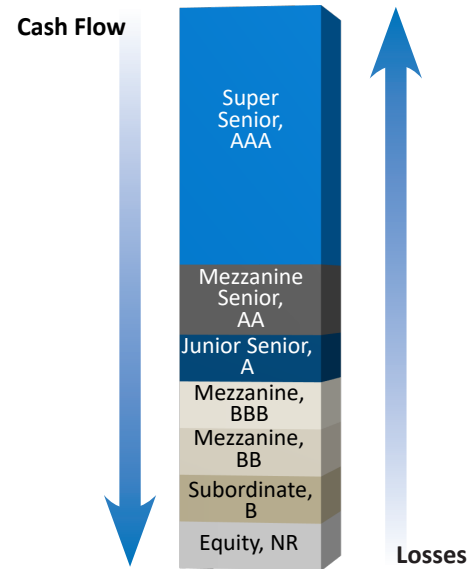 Cash Flow
Super
Senior,
AAA
Mezzanine
Senior,
AA
Junior Senior,
A
Mezzanine,
BBB
Mezzanine,
BB
Subordinate,
B
Equity, NR
Losses